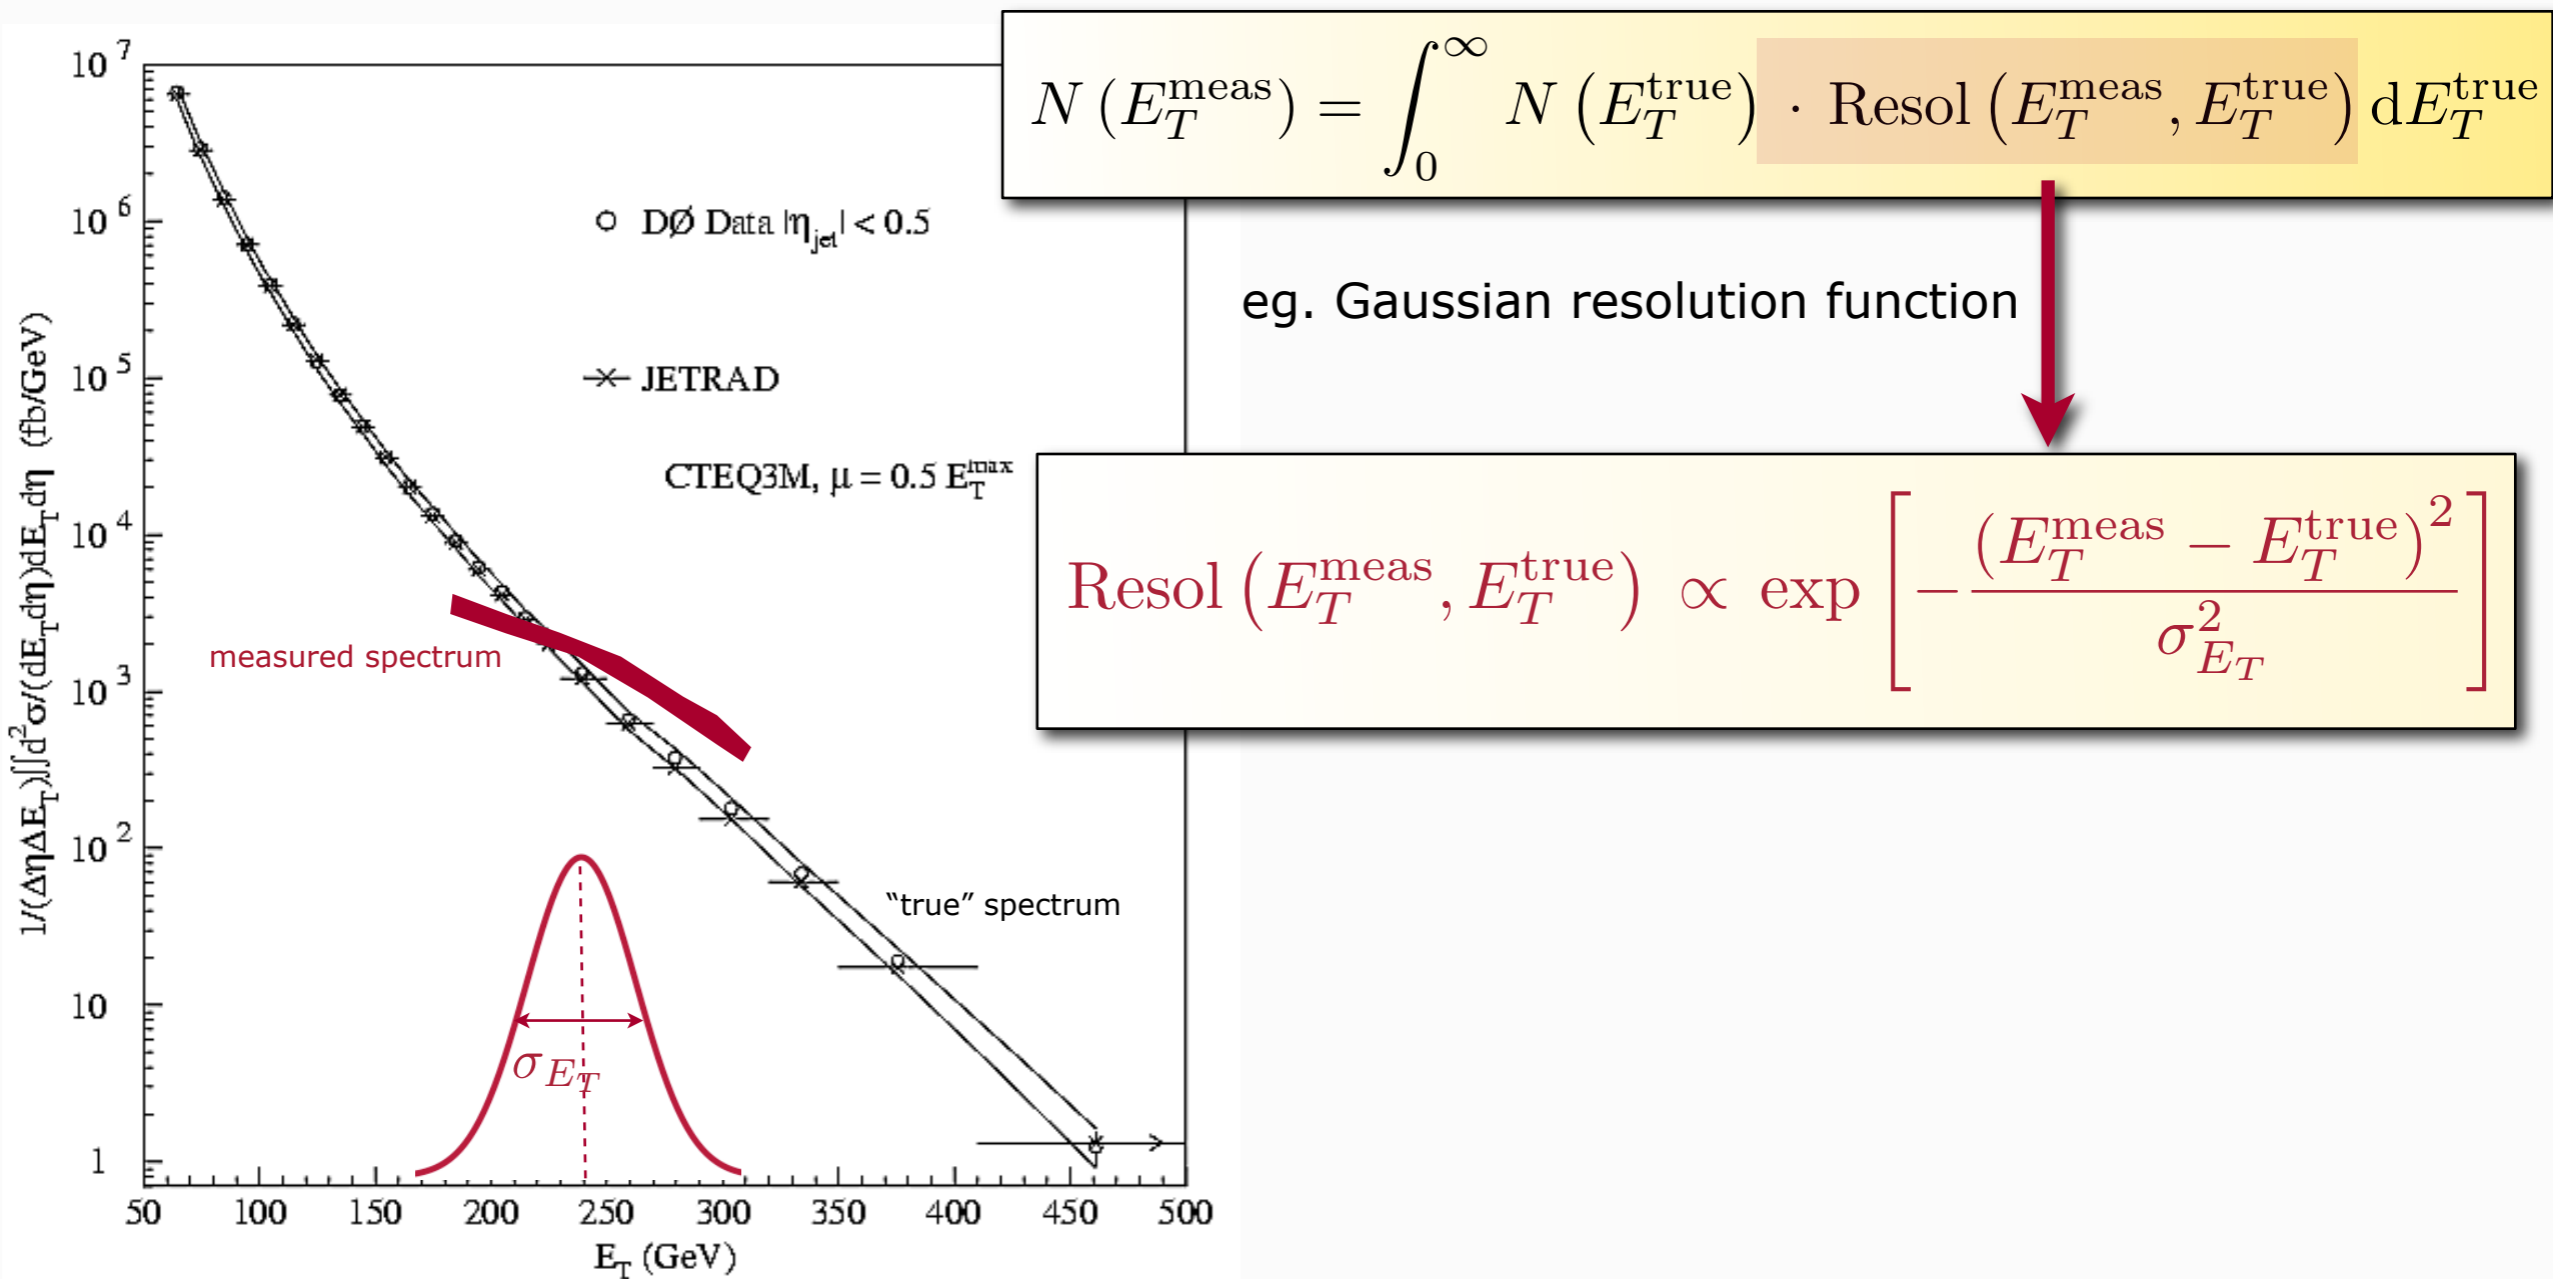 N (E_T^meas) = ∫_0^∞ N (E_T^true) · Resol (E_T^meas, E_T^true) dE_T^true
eg. Gaussian resolution function
Resol (E_T^meas, E_T^true) ∝ exp [ − (E_T^meas − E_T^true)^2 / σ_{E_T}^2 ]
1/(ΔηΔE_T)∫∫d^2σ/(dE_Tdη)dE_Tdη (fb/GeV)
10^7
10^6
10^5
10^4
10^3
10^2
10
1
DØ Data |η_jet| < 0.5
JETRAD
CTEQ3M, μ = 0.5 E_T^max
measured spectrum
“true” spectrum
σ_{E_T}
50 100 150 200 250 300 350 400 450 500
E_T (GeV)